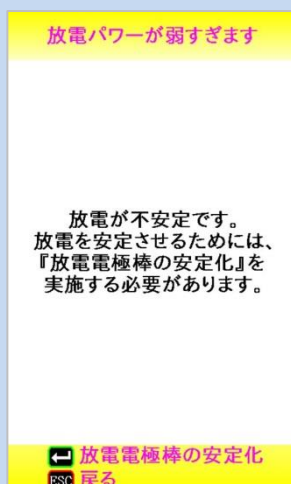 放電パワーが弱すぎます
放電が不安定です。
放電を安定させるためには、
『放電電極棒の安定化』を
実施する必要があります。
放電電極棒の安定化
ESC 戻る